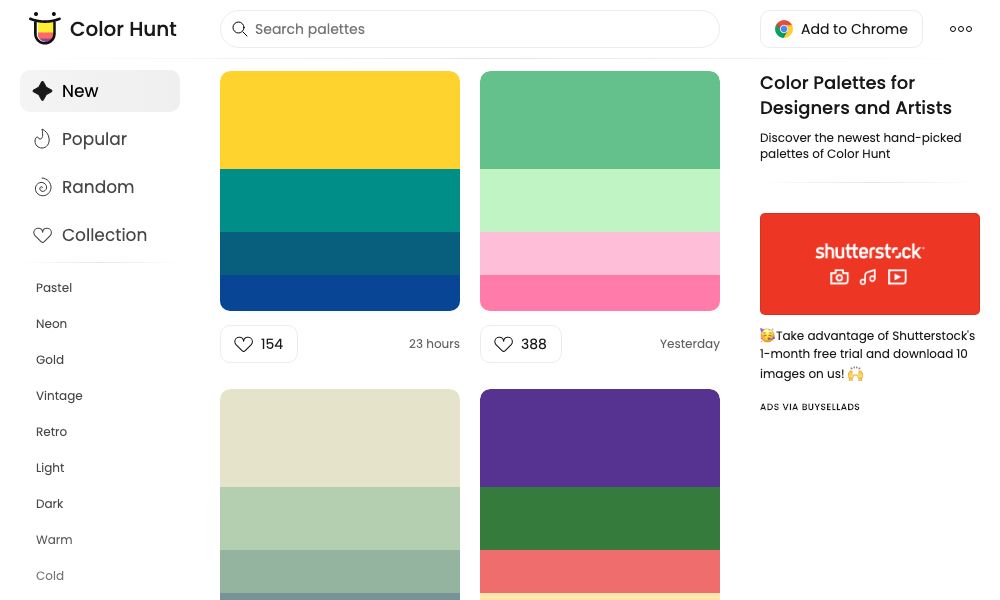 Color Hunt
Search palettes
Add to Chrome
New
Popular
Random
Collection
Pastel
Neon
Gold
Vintage
Retro
Light
Dark
Warm
Cold
154
23 hours
388
Yesterday
Color Palettes for
Designers and Artists
Discover the newest hand-picked
palettes of Color Hunt
shutterstock
🥳Take advantage of Shutterstock's
1-month free trial and download 10
images on us! 🙌
ADS VIA BUYSELLADS